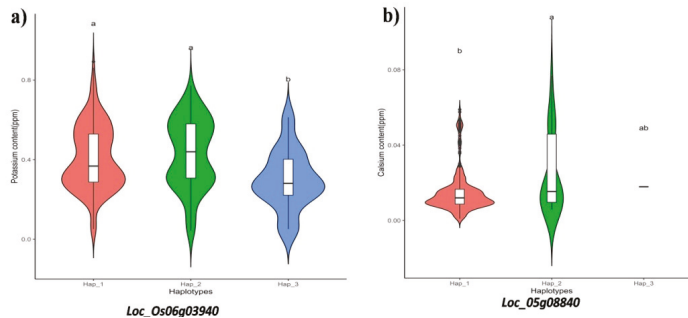 a)
a
a
b
0.8
0.4
0.0
Potassium content(ppm)
Hap_1
Hap_2
Hap_3
Haplotypes
Loc_Os06g03940
b)
b
a
ab
0.08
0.04
0.00
Calsium content(ppm)
Hap_1
Hap_2
Hap_3
Haplotypes
Loc_05g08840